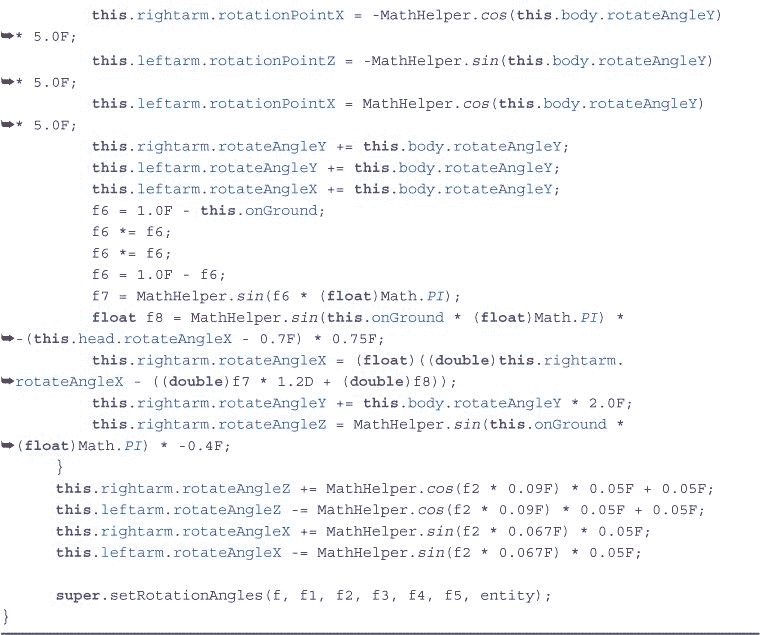 this.rightarm.rotationPointX = -MathHelper.cos(this.body.rotateAngleY)
➥* 5.0F;
this.leftarm.rotationPointZ = -MathHelper.sin(this.body.rotateAngleY)
➥* 5.0F;
this.leftarm.rotationPointX = MathHelper.cos(this.body.rotateAngleY)
➥* 5.0F;
this.rightarm.rotateAngleY += this.body.rotateAngleY;
this.leftarm.rotateAngleY += this.body.rotateAngleY;
this.leftarm.rotateAngleX += this.body.rotateAngleY;
f6 = 1.0F - this.onGround;
f6 *= f6;
f6 *= f6;
f6 = 1.0F - f6;
f7 = MathHelper.sin(f6 * (float)Math.PI);
float f8 = MathHelper.sin(this.onGround * (float)Math.PI) *
➥-(this.head.rotateAngleX - 0.7F) * 0.75F;
this.rightarm.rotateAngleX = (float)((double)this.rightarm.
➥rotateAngleX - ((double)f7 * 1.2D + (double)f8));
this.rightarm.rotateAngleY += this.body.rotateAngleY * 2.0F;
this.rightarm.rotateAngleZ = MathHelper.sin(this.onGround *
➥(float)Math.PI) * -0.4F;
}
this.rightarm.rotateAngleZ += MathHelper.cos(f2 * 0.09F) * 0.05F + 0.05F;
this.leftarm.rotateAngleZ -= MathHelper.cos(f2 * 0.09F) * 0.05F + 0.05F;
this.rightarm.rotateAngleX += MathHelper.sin(f2 * 0.067F) * 0.05F;
this.leftarm.rotateAngleX -= MathHelper.sin(f2 * 0.067F) * 0.05F;
super.setRotationAngles(f, f1, f2, f3, f4, f5, entity);
}